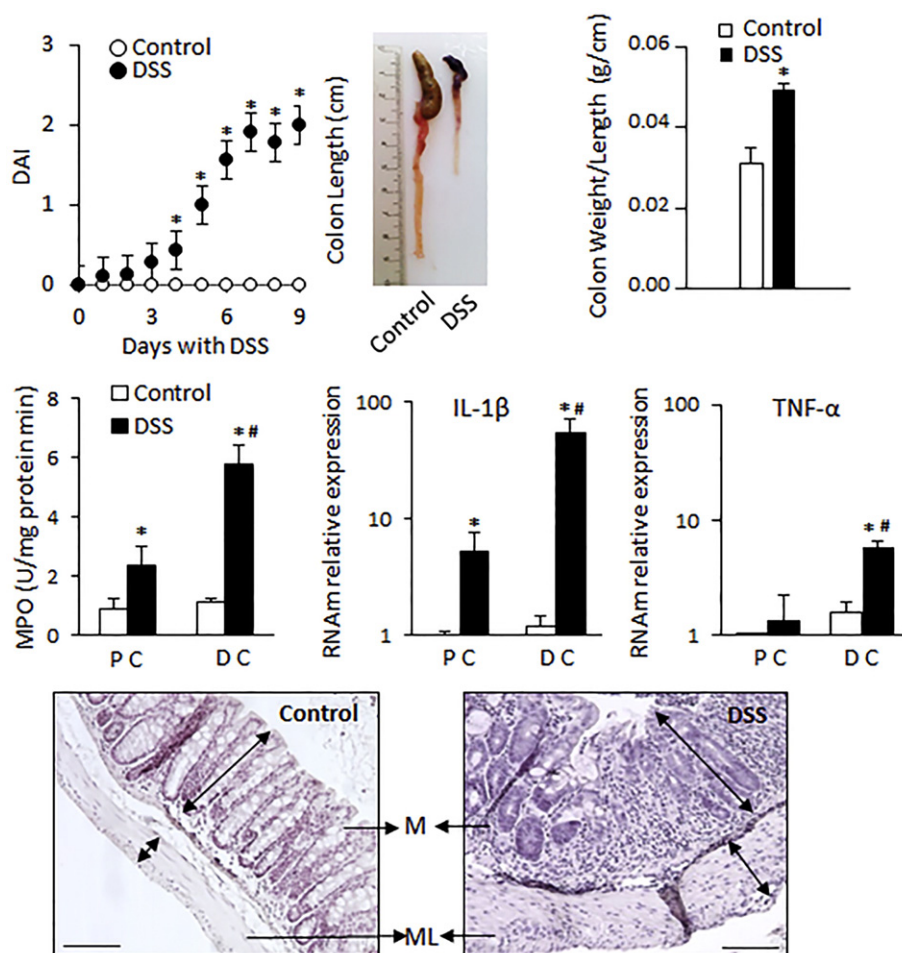 3
2
1
0
DAI
Control
DSS
*
*
*
*
*
*
0
3
6
9
Days with DSS
Colon Length (cm)
Control
DSS
Colon Weight/Length (g/cm)
0.06
0.04
0.02
0.00
Control
DSS
*
MPO (U/mg protein min)
8
6
4
2
0
Control
DSS
*
*#
P C
D C
RNAm relative expression
100
10
1
IL-1β
*
*#
P C
D C
RNAm relative expression
100
10
1
TNF-α
*#
P C
D C
Control
DSS
M
ML